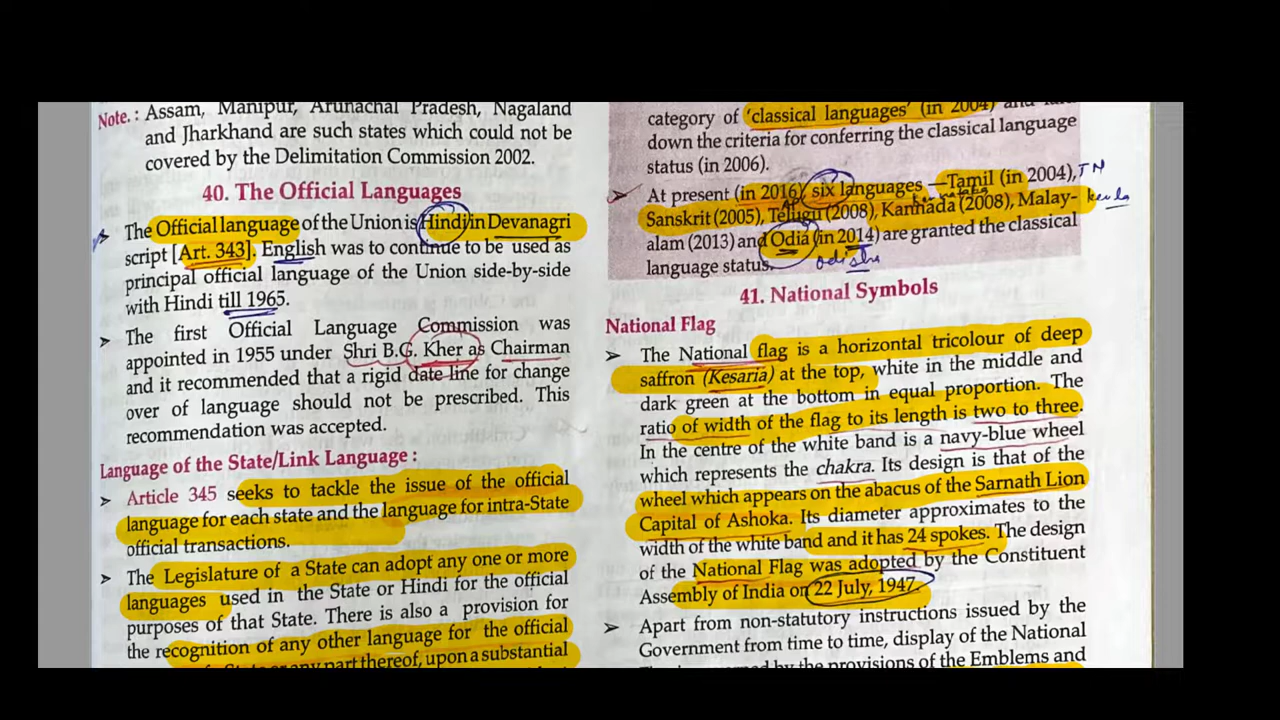 Note. : Assam, Manipur, Arunachal Pradesh, Nagaland
and Jharkhand are such states which could not be
covered by the Delimitation Commission 2002.
40. The Official Languages
➤ The Official language of the Union is Hindi in Devanagri
script [Art. 343]. English was to continue to be used as
principal official language of the Union side-by-side
with Hindi till 1965.
➤ The first Official Language Commission was
appointed in 1955 under Shri B.G. Kher as Chairman
and it recommended that a rigid date line for change
over of language should not be prescribed. This
recommendation was accepted.
Language of the State/Link Language :
➤ Article 345 seeks to tackle the issue of the official
language for each state and the language for intra-State
official transactions.
➤ The Legislature of a State can adopt any one or more
languages used in the State or Hindi for the official
purposes of that State. There is also a provision for
the recognition of any other language for the official
State or any part thereof, upon a substantial
category of 'classical languages' (in 2004) and
down the criteria for conferring the classical language
status (in 2006).
➤ At present (in 2016) six languages —Tamil (in 2004), TN
Sanskrit (2005), Telugu (2008), Kannada (2008), Malay-
alam (2013) and Odia (in 2014) are granted the classical
language status.
41. National Symbols
National Flag
➤ The National flag is a horizontal tricolour of deep
saffron (Kesaria) at the top, white in the middle and
dark green at the bottom in equal proportion. The
ratio of width of the flag to its length is two to three.
In the centre of the white band is a navy-blue wheel
which represents the chakra. Its design is that of the
wheel which appears on the abacus of the Sarnath Lion
Capital of Ashoka. Its diameter approximates to the
width of the white band and it has 24 spokes. The design
of the National Flag was adopted by the Constituent
Assembly of India on 22 July, 1947.
➤ Apart from non-statutory instructions issued by the
Government from time to time, display of the National
by the provisions of the Emblems and